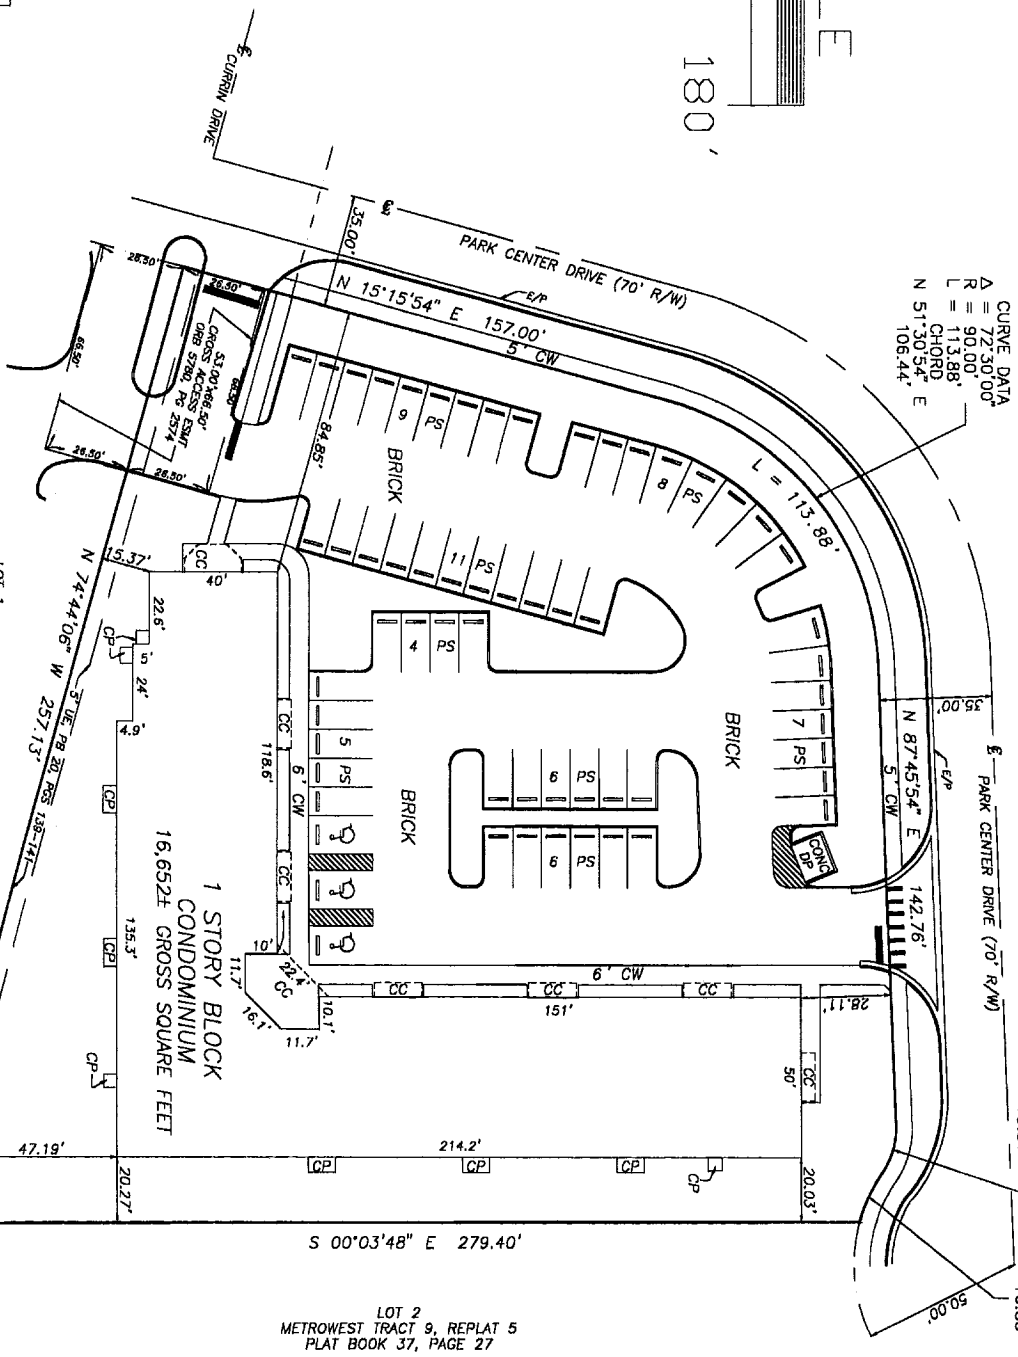 E
180'
℄ CURRIN DRIVE
℄
PARK CENTER DRIVE (70' R/W)
E/P
35.00'
N 15°15'54" E 157.00'
5' CW
CURVE DATA
Δ = 72°30'00"
R = 90.00'
L = 113.88'
CHORD
N 51°30'54" E
106.44'
L = 113.88'
26.50'
26.50'
66.50'
53.00'X66.50'
CROSS ACCESS ESMT
ORB 5780, PG 2574
66.50'
26.50'
26.50'
84.85'
9 PS
BRICK
8 PS
11 PS
4 PS
7 PS
BRICK
35.00'
N 87°45'54" E 142.76'
5' CW
E/P
℄
PARK CENTER DRIVE (70' R/W)
5 PS
6 PS
6 PS
BRICK
CONC
DP
CC
40'
15.37'
22.6'
CP
5'
24'
4.9'
N 74°44'06" W 257.13'
5' UE, PB 20, PGS 139-141
CC
118.6'
6' CW
CC
CP
10'
22.4'
CC
11.7'
16.1'
11.7'
10.1'
6' CW
CC
CC
CC
151'
28.11'
CC
50'
1 STORY BLOCK
CONDOMINIUM
16,652± GROSS SQUARE FEET
135.3'
CP
CP
47.19'
20.27'
214.2'
CP
CP
CP
CP
20.03'
50.00'
S 00°03'48" E 279.40'
LOT 2
METROWEST TRACT 9, REPLAT 5
PLAT BOOK 37, PAGE 27